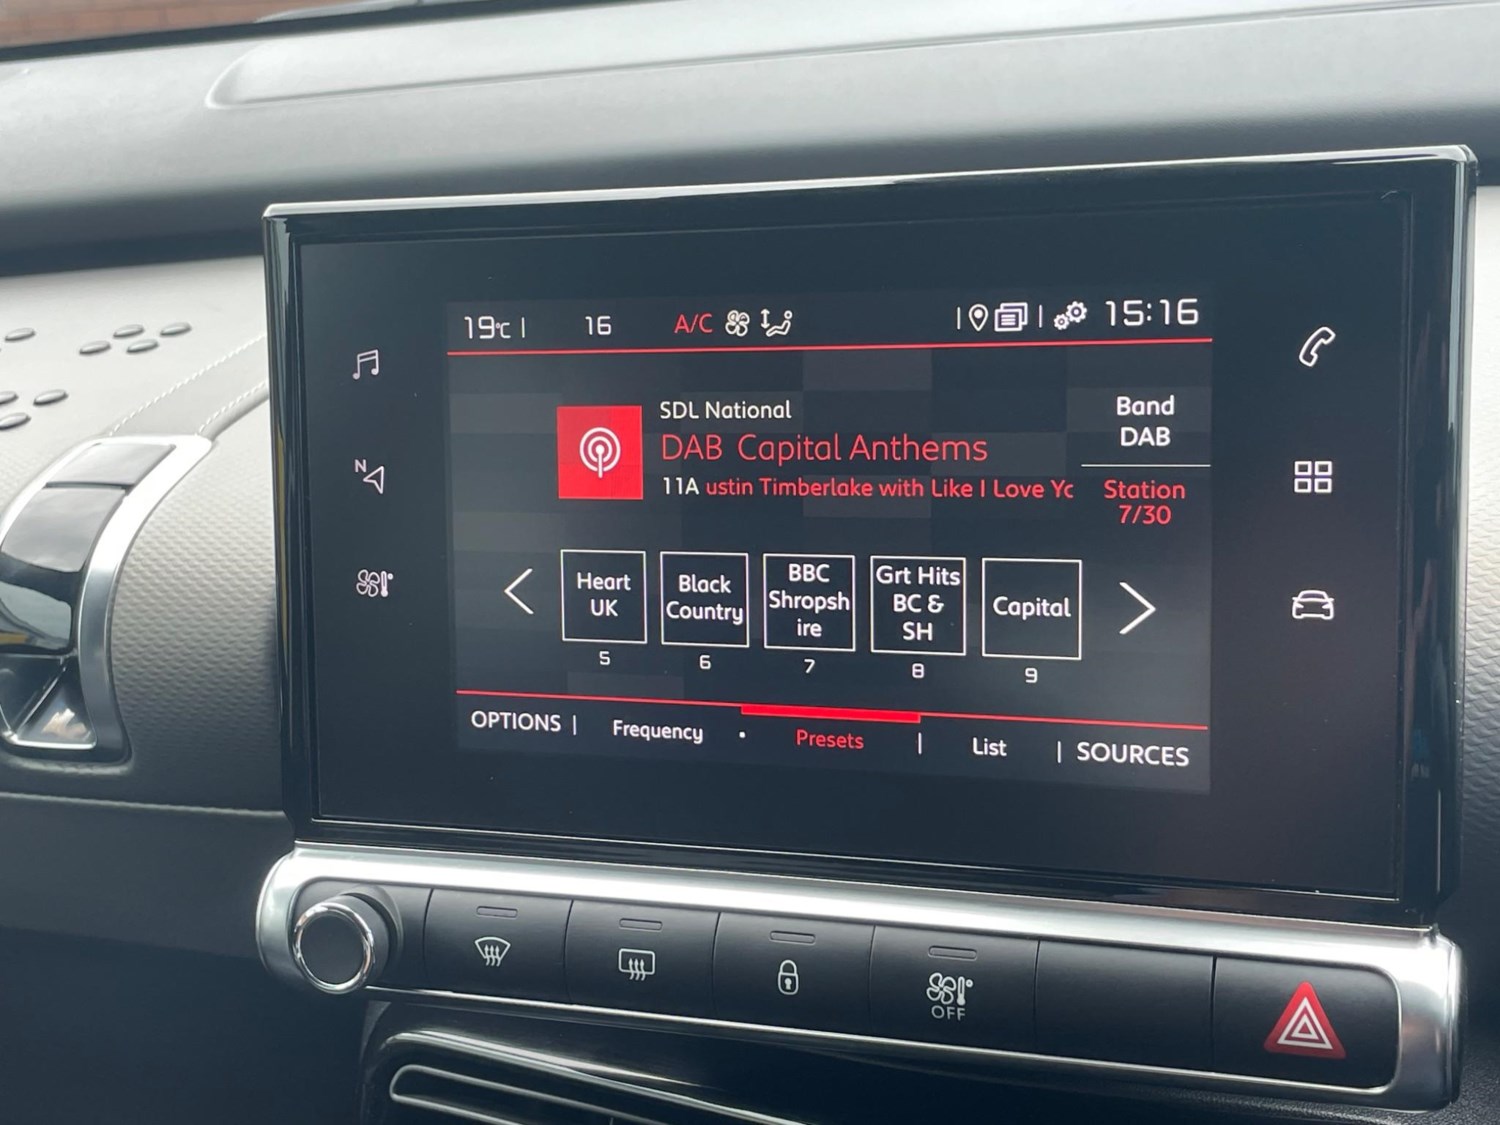 19°C | 16 A/C 15:16
SDL National
DAB Capital Anthems
11A ustin Timberlake with Like I Love Yc
Band
DAB
Station
7/30
N
Heart
UK
5
Black
Country
6
BBC
Shropsh
ire
7
Grt Hits
BC &
SH
8
Capital
9
OPTIONS | Frequency • Presets | List | SOURCES
OFF